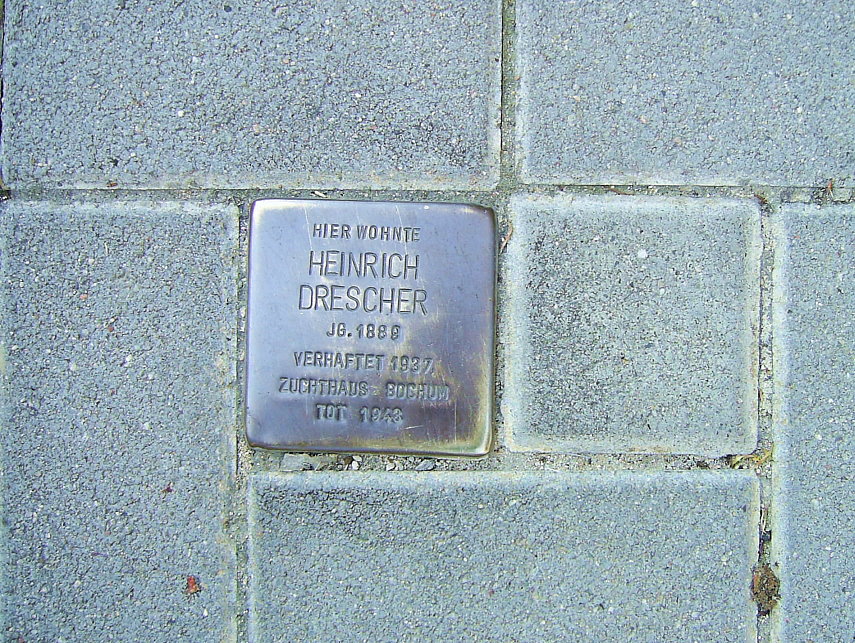 HIER WOHNTE
HEINRICH
DRESCHER
JG. 1889
VERHAFTET 1937
ZUCHTHAUS BOCHUM
TOT 1943